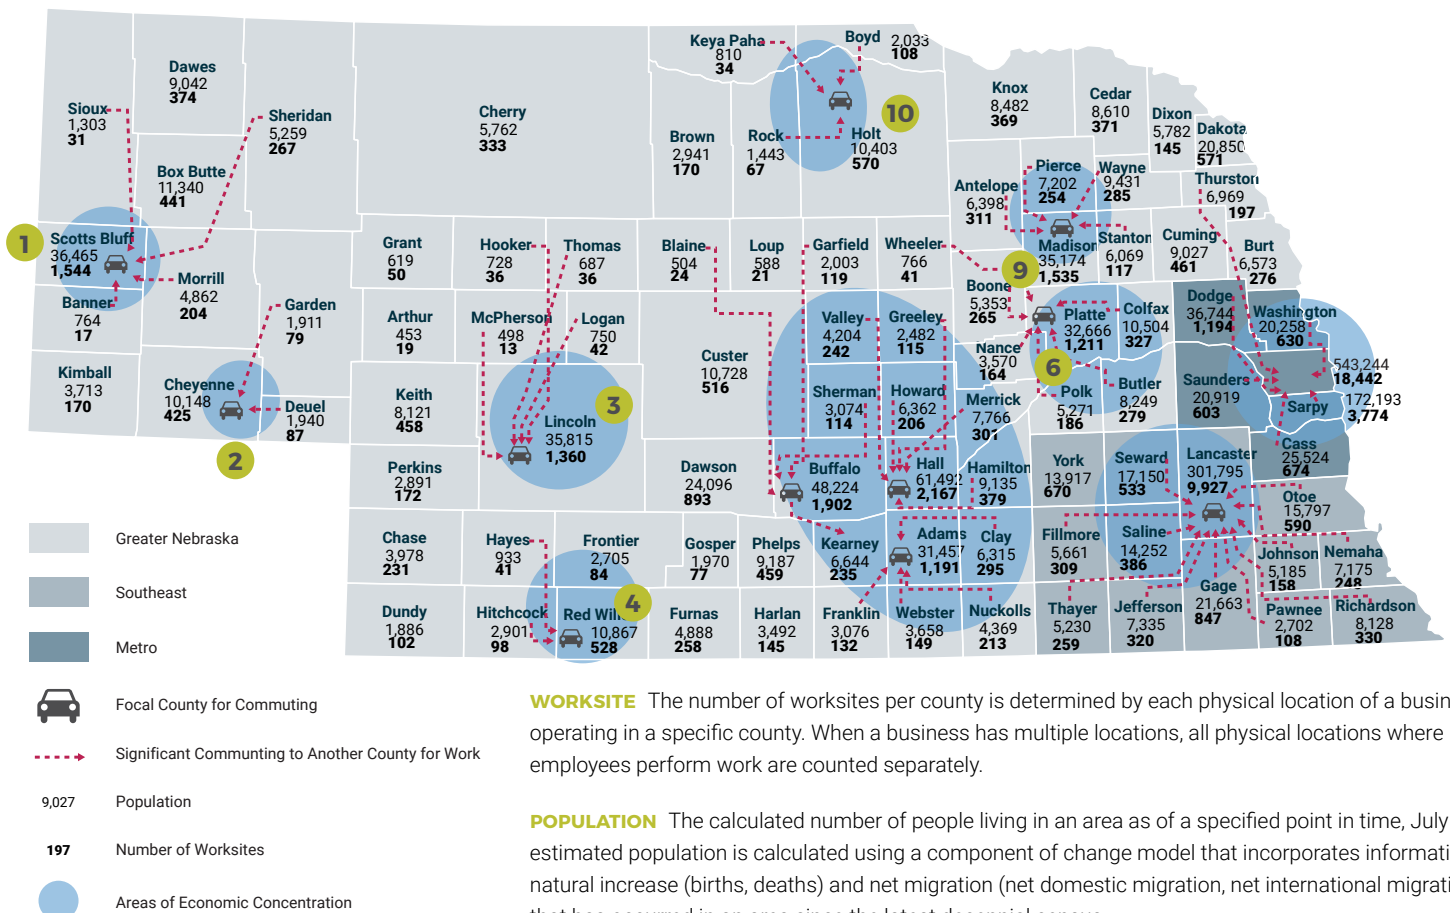 Dawes
9,042
374
Sioux
1,303
31
Sheridan
5,259
267
Box Butte
11,340
441
1
Scotts Bluff
36,465
1,544
Banner
764
17
Morrill
4,862
204
Garden
1,911
79
Kimball
3,713
170
Cheyenne
10,148
425
Deuel
1,940
87
2
Cherry
5,762
333
Keya Paha
810
34
Boyd
2,033
108
Brown
2,941
170
Rock
1,443
67
Holt
10,403
570
10
Knox
8,482
369
Cedar
8,610
371
Dixon
5,782
145
Dakota
20,850
571
Pierce
7,202
254
Wayne
9,431
285
Thurston
6,969
197
Antelope
6,398
311
Madison
35,174
1,535
Stanton
6,069
117
Cuming
9,027
461
Burt
6,573
276
9
Grant
619
50
Hooker
728
36
Thomas
687
36
Blaine
504
24
Loup
588
21
Garfield
2,003
119
Wheeler
766
41
Boone
5,353
265
Platte
32,666
1,211
Colfax
10,504
327
Dodge
36,744
1,194
Washington
20,258
630
Arthur
453
19
McPherson
498
13
Logan
750
42
Custer
10,728
516
Valley
4,204
242
Greeley
2,482
115
Nance
3,570
164
6
543,244
18,442
Keith
8,121
458
Lincoln
35,815
1,360
3
Sherman
3,074
114
Howard
6,362
206
Merrick
7,766
301
Polk
5,271
186
Butler
8,249
279
Saunders
20,919
603
Sarpy
172,193
3,774
Perkins
2,891
172
Dawson
24,096
893
Buffalo
48,224
1,902
Hall
61,492
2,167
Hamilton
9,135
379
York
13,917
670
Seward
17,150
533
Lancaster
301,795
9,927
Cass
25,524
674
Otoe
15,797
590
Chase
3,978
231
Hayes
933
41
Frontier
2,705
84
Gosper
1,970
77
Phelps
9,187
459
Kearney
6,644
235
Adams
31,457
1,191
Clay
6,315
295
Fillmore
5,661
309
Saline
14,252
386
Johnson
5,185
158
Nemaha
7,175
248
Dundy
1,886
102
Hitchcock
2,901
98
Red Will
10,867
528
4
Furnas
4,888
258
Harlan
3,492
145
Franklin
3,076
132
Webster
3,658
149
Nuckolls
4,369
213
Thayer
5,230
259
Jefferson
7,335
320
Gage
21,663
847
Pawnee
2,702
108
Richardson
8,128
330
Greater Nebraska
Southeast
Metro
Focal County for Commuting
Significant Communting to Another County for Work
9,027 Population
197 Number of Worksites
Areas of Economic Concentration
WORKSITE The number of worksites per county is determined by each physical location of a busin
operating in a specific county. When a business has multiple locations, all physical locations where
employees perform work are counted separately.
POPULATION The calculated number of people living in an area as of a specified point in time, July
estimated population is calculated using a component of change model that incorporates informati
natural increase (births, deaths) and net migration (net domestic migration, net international migrati
that has occurred in an area since the latest decennial census.